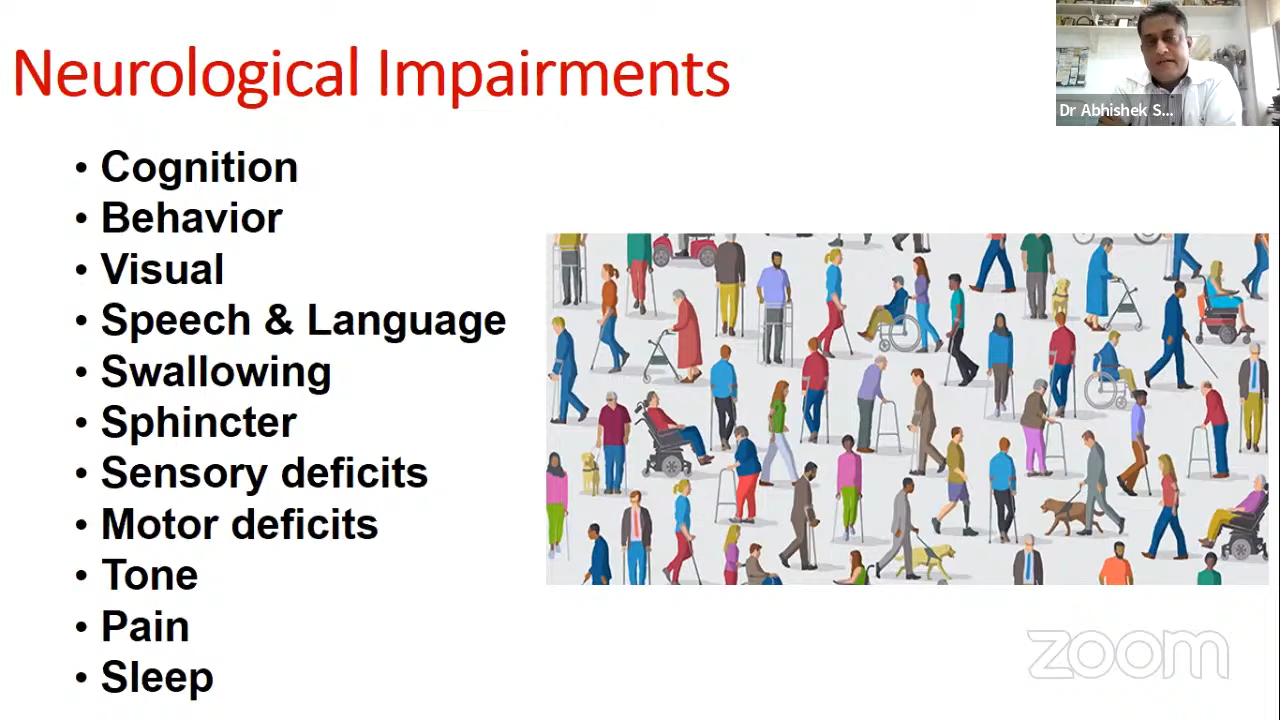 Neurological Impairments
Dr Abhishek S...
• Cognition
• Behavior
• Visual
• Speech & Language
• Swallowing
• Sphincter
• Sensory deficits
• Motor deficits
• Tone
• Pain
• Sleep
zoom